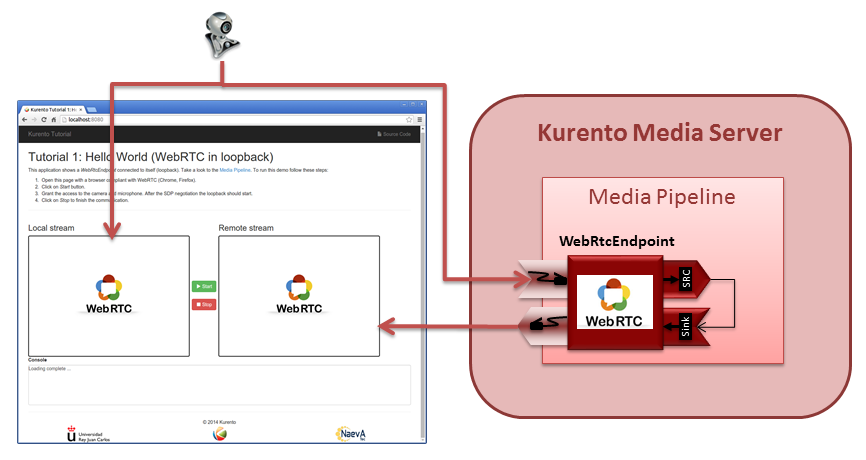 Kurento Tutorial 1: H
localhost:8080
Kurento Tutorial
Source Code
Tutorial 1: Hello World (WebRTC in loopback)
This application shows a WebRtcEndpoint connected to itself (loopback). Take a look to the Media Pipeline. To run this demo follow these steps:
1. Open this page with a browser compliant with WebRTC (Chrome, Firefox).
2. Click on Start button.
3. Grant the access to the camera and microphone. After the SDP negotiation the loopback should start.
4. Click on Stop to finish the communication.
Local stream
Remote stream
WebRTC
Start
Stop
WebRTC
Console
Loading complete ...
© 2014 Kurento
Universidad
Rey Juan Carlos
NaevA
Tec
Kurento Media Server
Media Pipeline
WebRtcEndpoint
WebRTC
SRC
Sink